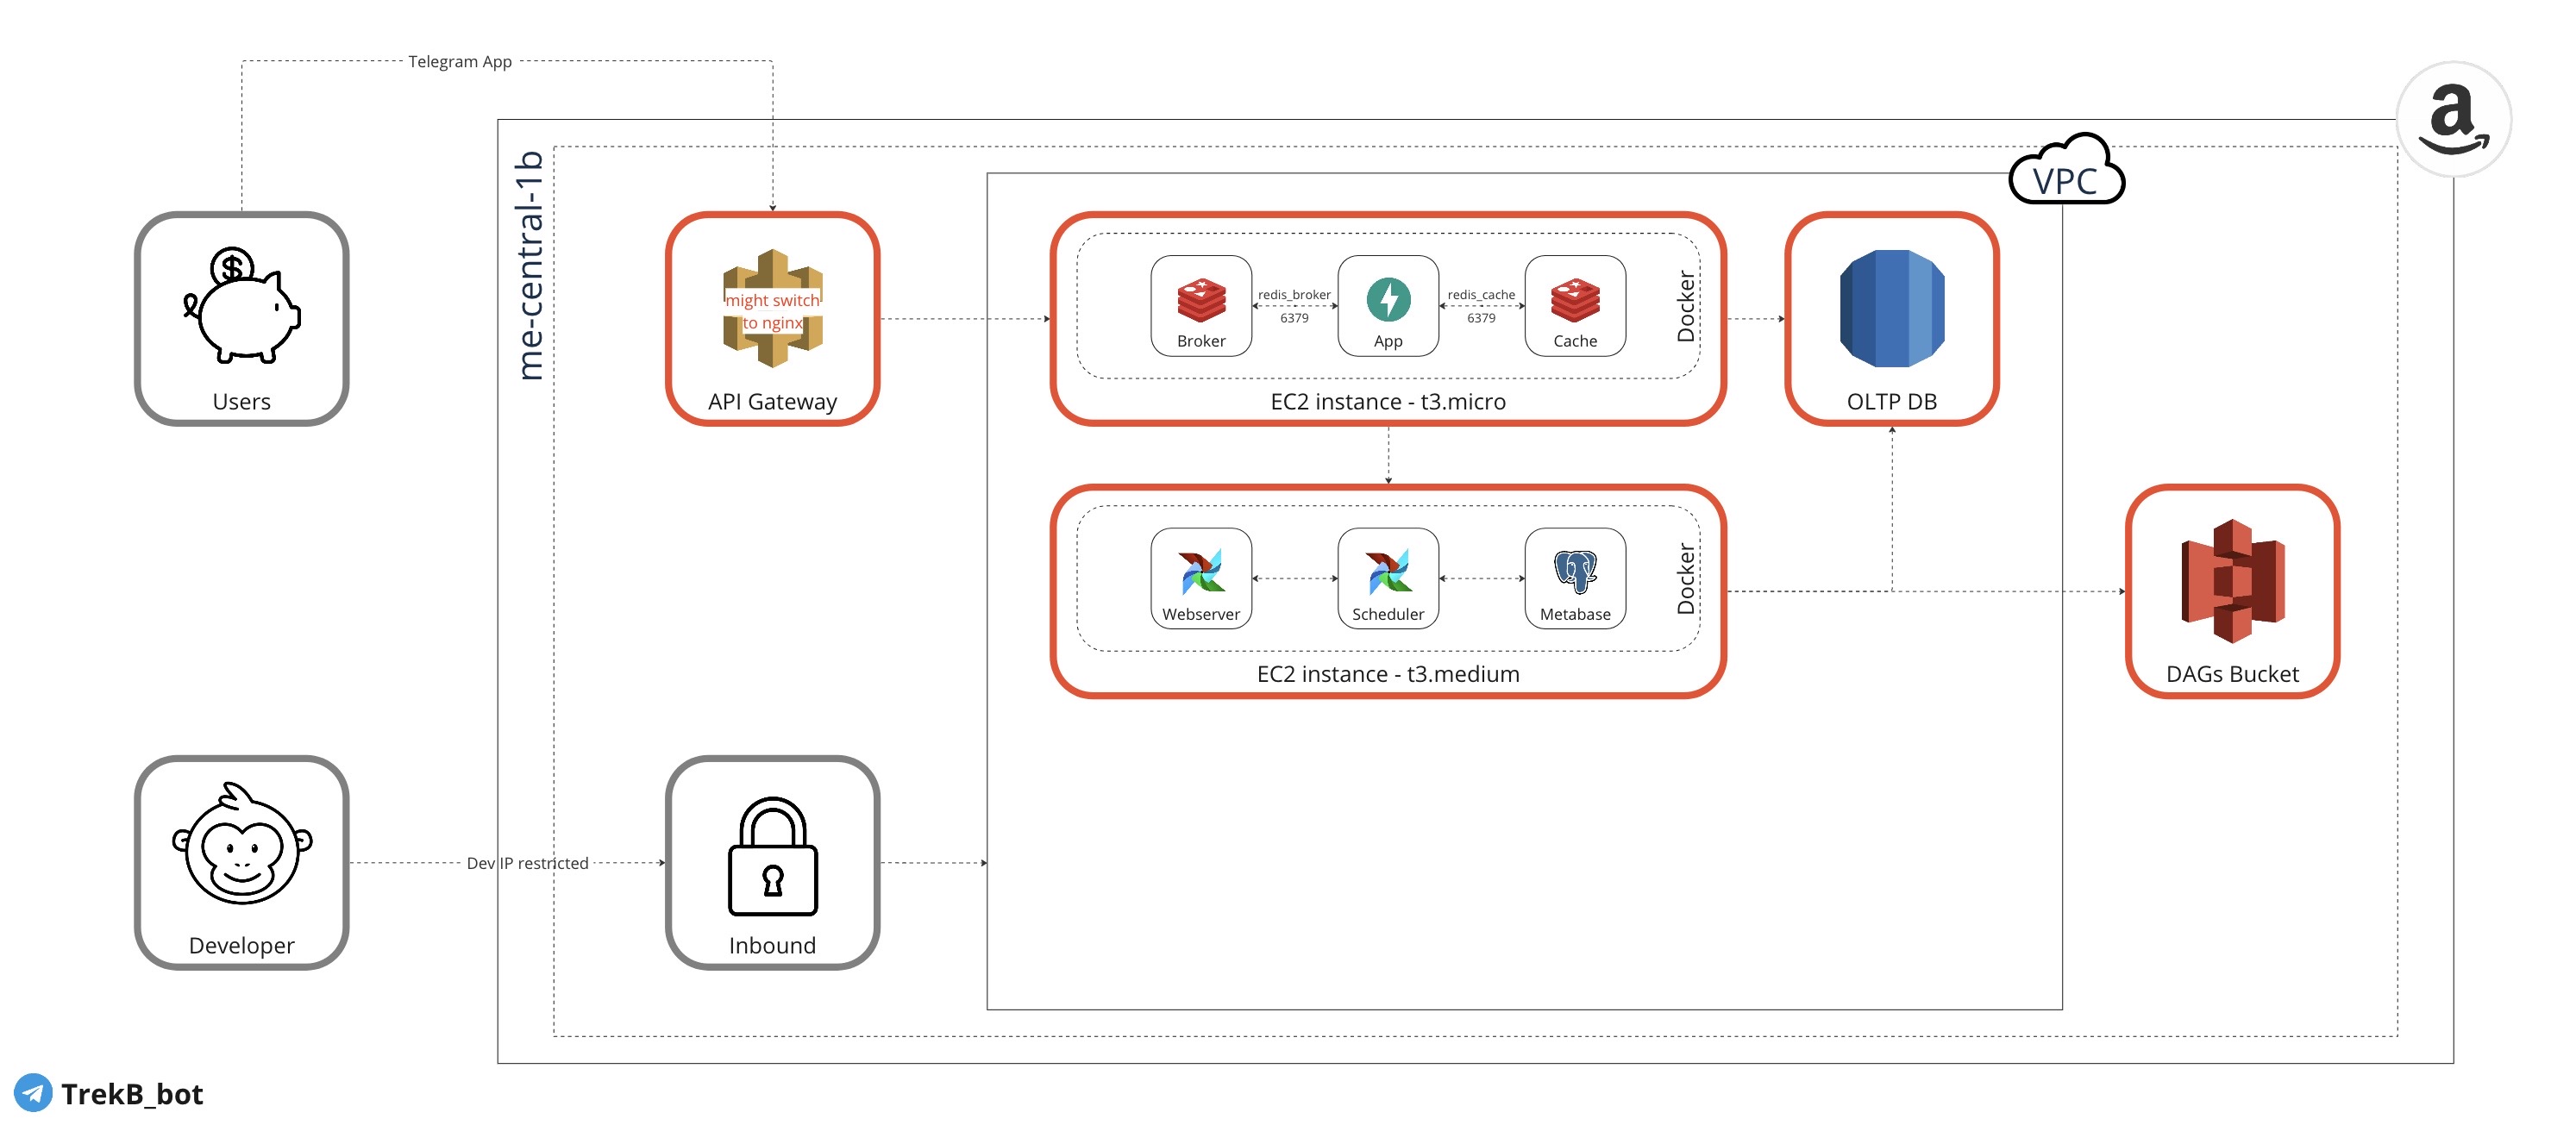 Telegram App
a
me-central-1b
VPC
Users
might switch
to nginx
API Gateway
Broker
redis_broker
6379
App
redis_cache
6379
Cache
Docker
EC2 instance - t3.micro
OLTP DB
Webserver
Scheduler
Metabase
Docker
EC2 instance - t3.medium
DAGs Bucket
Developer
Dev IP restricted
Inbound
TrekB_bot